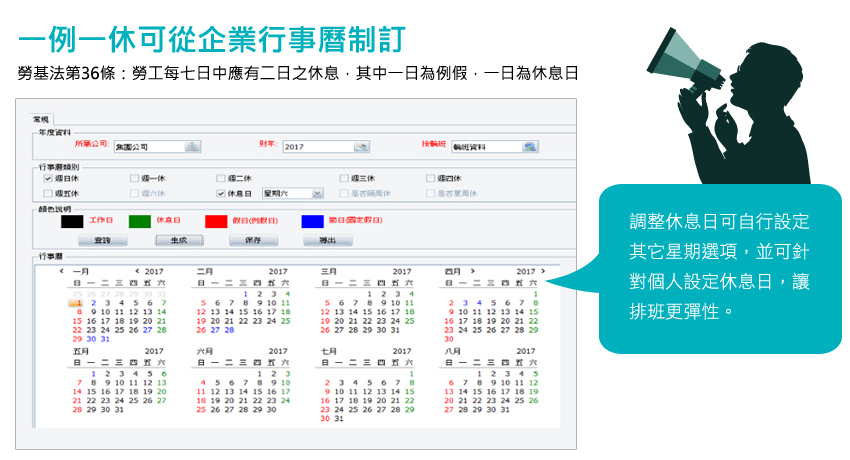 一例一休可從企業行事曆制訂
勞基法第36條：勞工每七日中應有二日之休息，其中一日為例假，一日為休息日
常規
年度資料
所屬公司: 集團公司 財年: 2017 按輪班 輪班資料
行事曆類別
週日休 週一休 週二休 週三休 週四休
週五休 週六休 休息日 星期六 是否隔周休 是否單周休
顏色說明
工作日 休息日 假日(例假日) 節日(國定假日)
查詢 生成 保存 導出
行事曆
< 一月 < 2017 二月 2017 三月 2017 四月 > 2017 >
日 一 二 三 四 五 六 日 一 二 三 四 五 六 日 一 二 三 四 五 六 日 一 二 三 四 五 六
25 26 27 28 29 30 31 1 2 3 4 1 2 3 4 1
1 2 3 4 5 6 7 5 6 7 8 9 10 11 5 6 7 8 9 10 11 2 3 4 5 6 7 8
8 9 10 11 12 13 14 12 13 14 15 16 17 18 12 13 14 15 16 17 18 9 10 11 12 13 14 15
15 16 17 18 19 20 21 19 20 21 22 23 24 25 19 20 21 22 23 24 25 16 17 18 19 20 21 22
22 23 24 25 26 27 28 26 27 28 26 27 28 29 30 31 23 24 25 26 27 28 29
29 30 31 30
五月 2017 六月 2017 七月 2017 八月 2017
日 一 二 三 四 五 六 日 一 二 三 四 五 六 日 一 二 三 四 五 六 日 一 二 三 四 五 六
1 2 3 4 5 6 1 2 3 1 1 2 3 4 5
7 8 9 10 11 12 13 4 5 6 7 8 9 10 2 3 4 5 6 7 8 6 7 8 9 10 11 12
14 15 16 17 18 19 20 11 12 13 14 15 16 17 9 10 11 12 13 14 15 13 14 15 16 17 18 19
21 22 23 24 25 26 27 18 19 20 21 22 23 24 16 17 18 19 20 21 22 20 21 22 23 24 25 26
28 29 30 31 25 26 27 28 29 30 23 24 25 26 27 28 29 27 28 29 30 31
30 31
調整休息日可自行設定
其它星期選項，並可針
對個人設定休息日，讓
排班更彈性。